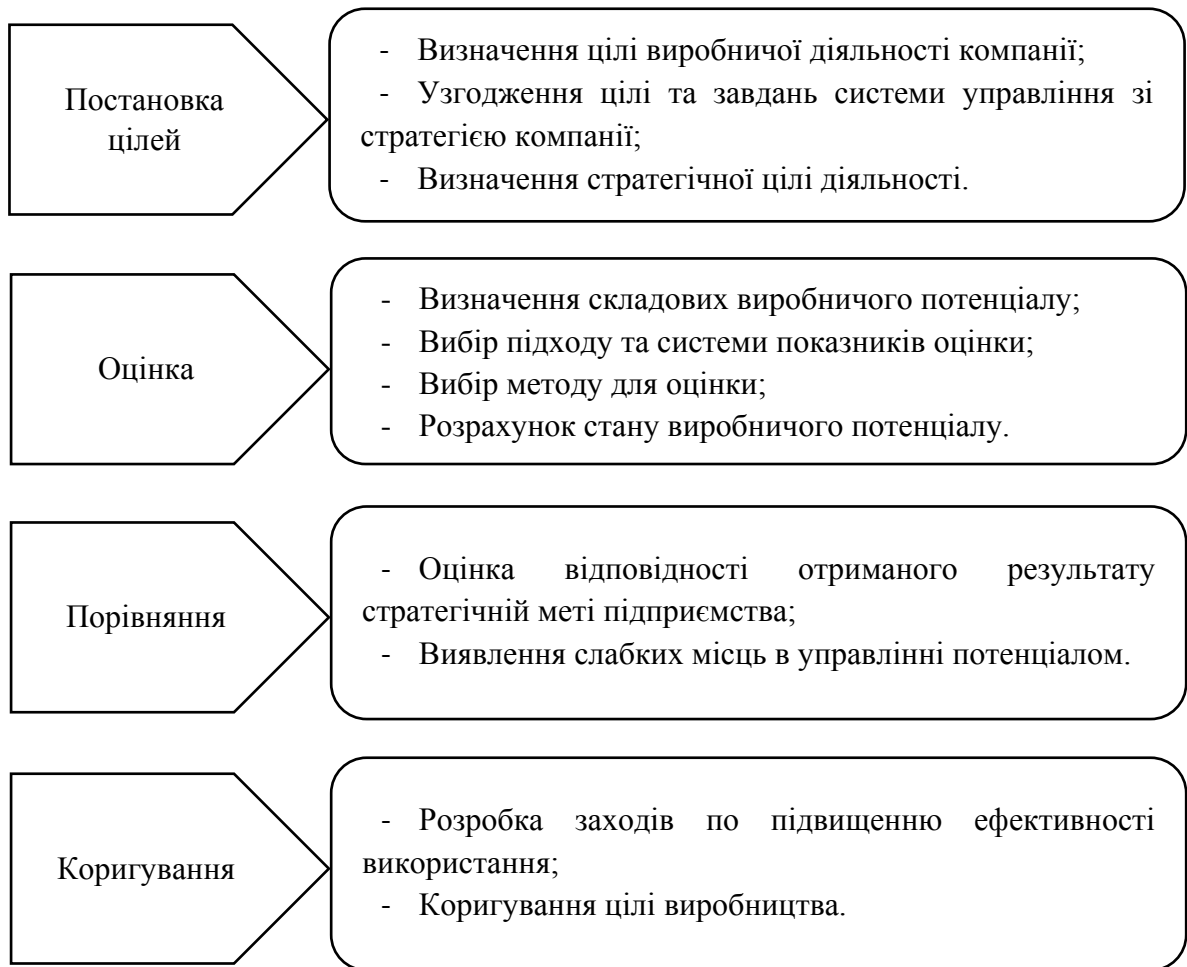 Постановка
цілей
- Визначення цілі виробничої діяльності компанії;
- Узгодження цілі та завдань системи управління зі
стратегією компанії;
- Визначення стратегічної цілі діяльності.
Оцінка
- Визначення складових виробничого потенціалу;
- Вибір підходу та системи показників оцінки;
- Вибір методу для оцінки;
- Розрахунок стану виробничого потенціалу.
Порівняння
- Оцінка відповідності отриманого результату
стратегічній меті підприємства;
- Виявлення слабких місць в управлінні потенціалом.
Коригування
- Розробка заходів по підвищенню ефективності
використання;
- Коригування цілі виробництва.